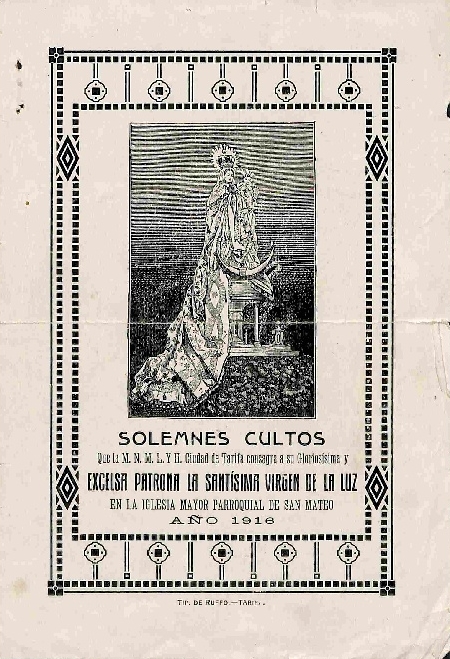 SOLEMNES CULTOS
Que la M. N. M. L. Y H. Ciudad de Tarifa consagra a su Gloriosísima y
EXCELSA PATRONA LA SANTÍSIMA VIRGEN DE LA LUZ
EN LA IGLESIA MAYOR PARROQUIAL DE SAN MATEO
AÑO 1916
TIP. DE RUFFO.—TARIFA.